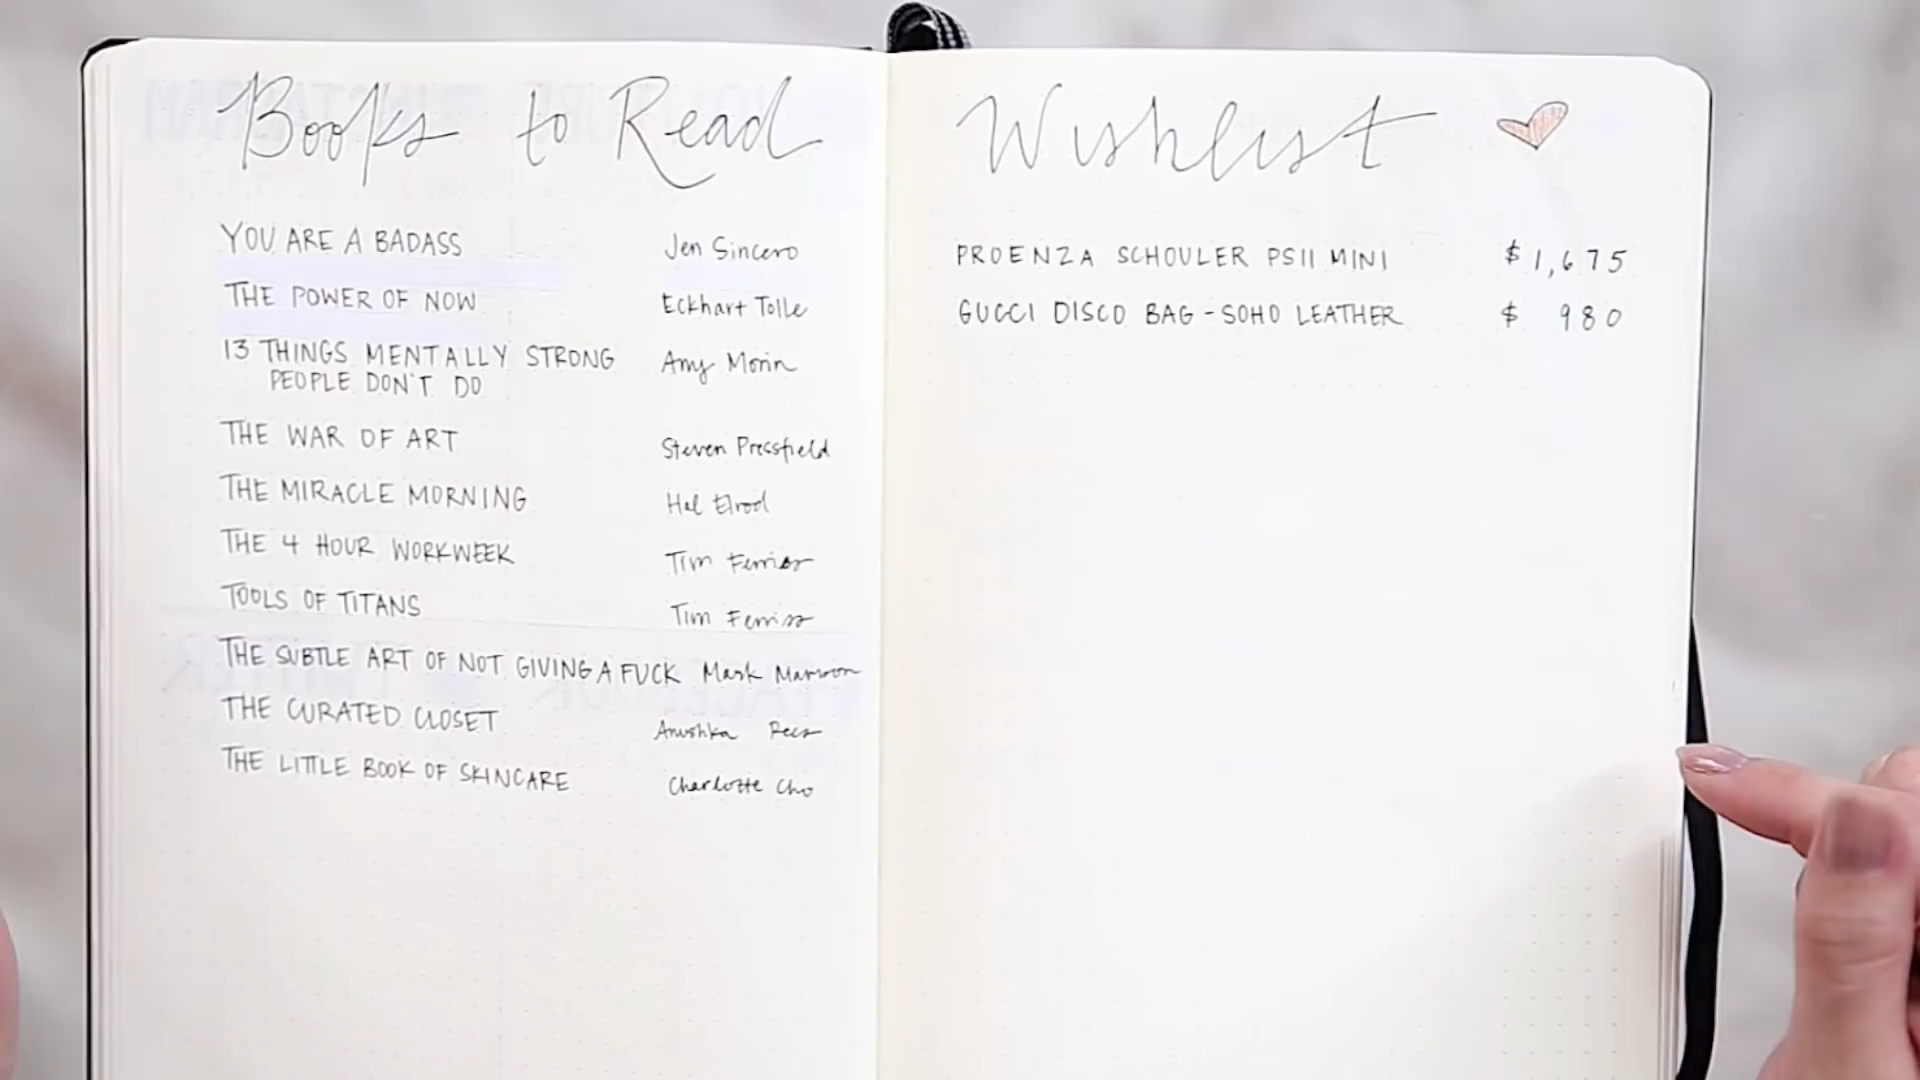 Books to Read
YOU ARE A BADASS Jen Sincero
THE POWER OF NOW Eckhart Tolle
13 THINGS MENTALLY STRONG Amy Morin
PEOPLE DON'T DO
THE WAR OF ART Steven Pressfield
THE MIRACLE MORNING Hal Elrod
THE 4 HOUR WORKWEEK Tim Ferriss
TOOLS OF TITANS Tim Ferriss
THE SUBTLE ART OF NOT GIVING A FUCK Mark Manson
THE CURATED CLOSET Anushka Rees
THE LITTLE BOOK OF SKINCARE Charlotte Cho
Wishlist
PROENZA SCHOULER PS11 MINI $1,675
GUCCI DISCO BAG - SOHO LEATHER $ 980